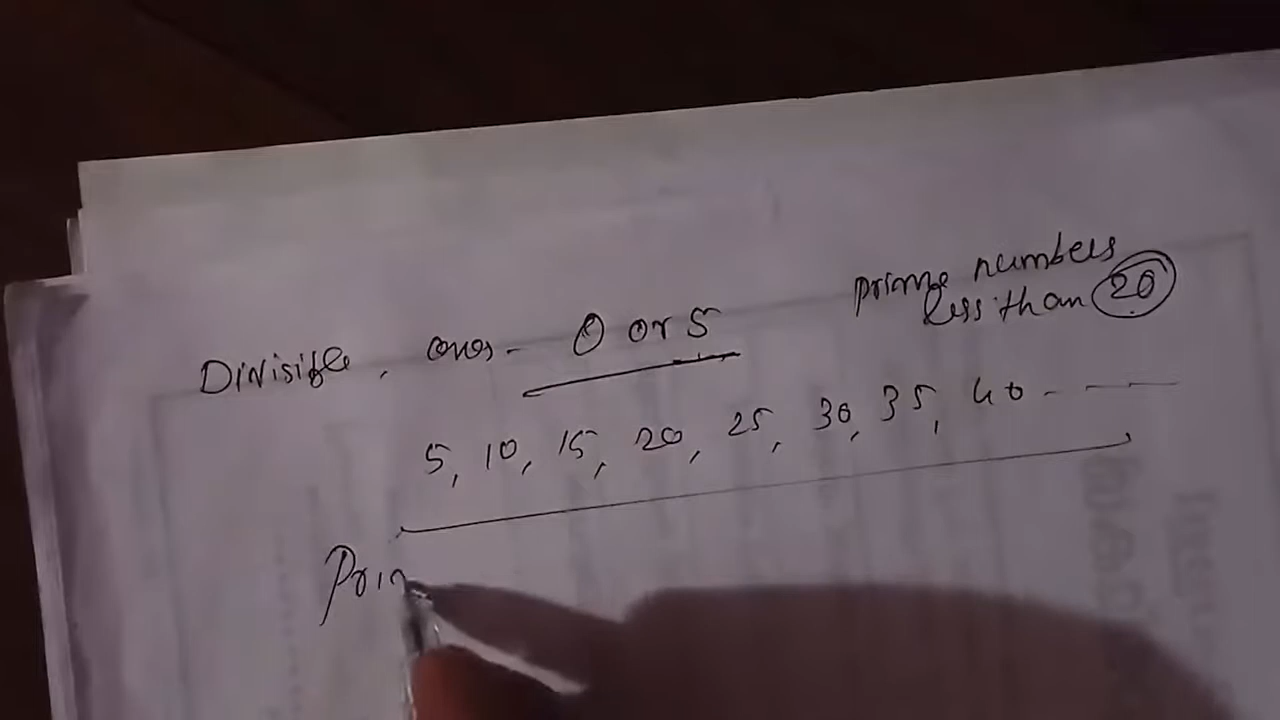 prime numbers
less than 20
Divisible, ones - 0 or 5
5, 10, 15, 20, 25, 30, 35, 40 - —
Prin